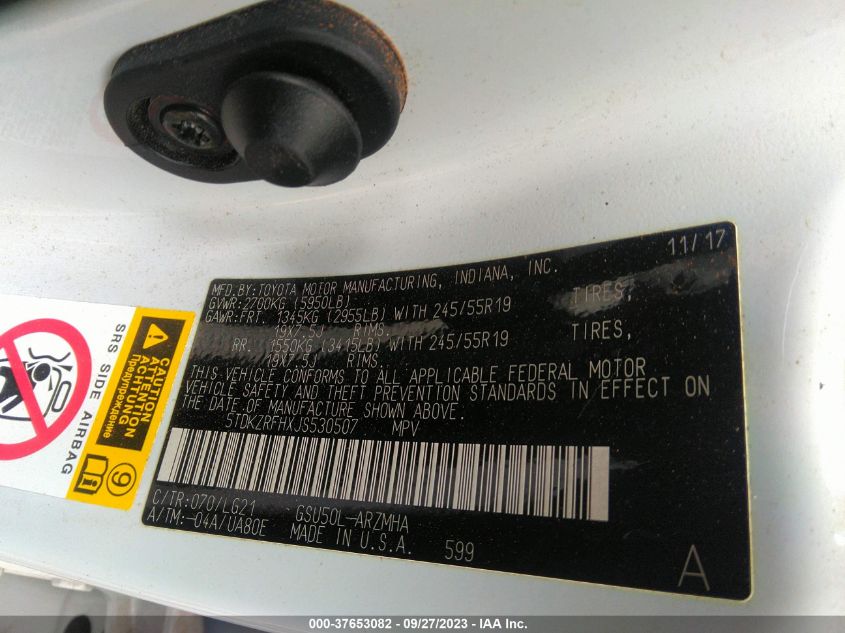 11/17
MFD.BY:TOYOTA MOTOR MANUFACTURING, INDIANA, INC.
GVWR:2700KG (5950LB)
GAWR:FRT. 1345KG (2955LB) WITH 245/55R19 TIRES,
19X7.5J RIMS,
RR. 1550KG (3415LB) WITH 245/55R19 TIRES,
19X7.5J RIMS.
THIS VEHICLE CONFORMS TO ALL APPLICABLE FEDERAL MOTOR
VEHICLE SAFETY AND THEFT PREVENTION STANDARDS IN EFFECT ON
THE DATE OF MANUFACTURE SHOWN ABOVE.
5TDKZRFHXJS530507 MPV
C/TR:070/LG21 GSU50L-ARZMHA
A/TM:-04A/UA80E MADE IN U.S.A. 599
A
SRS SIDE AIRBAG
CAUTION
ATTENTION
ACHTUNG
Предупреждение
9
000-37653082 - 09/27/2023 - IAA Inc.